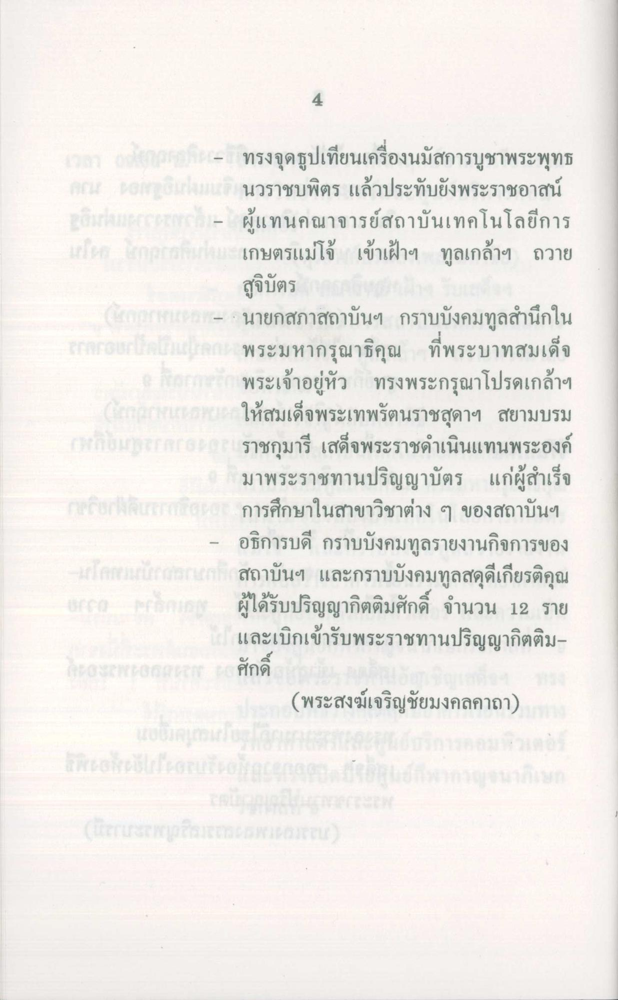 4
- ทรงจุดธูปเทียนเครื่องนมัสการบูชาพระพุทธ
นวราชบพิตร แล้วประทับยังพระราชอาสน์
- ผู้แทนคณาจารย์สถาบันเทคโนโลยีการ
เกษตรแม่โจ้ เข้าเฝ้าฯ ทูลเกล้าฯ ถวาย
สูจิบัตร
- นายกสภาสถาบันฯ กราบบังคมทูลสำนึกใน
พระมหากรุณาธิคุณ ที่พระบาทสมเด็จ
พระเจ้าอยู่หัว ทรงพระกรุณาโปรดเกล้าฯ
ให้สมเด็จพระเทพรัตนราชสุดาฯ สยามบรม
ราชกุมารี เสด็จพระราชดำเนินแทนพระองค์
มาพระราชทานปริญญาบัตร แก่ผู้สำเร็จ
การศึกษาในสาขาวิชาต่าง ๆ ของสถาบันฯ
- อธิการบดี กราบบังคมทูลรายงานกิจการของ
สถาบันฯ และกราบบังคมทูลสดุดีเกียรติคุณ
ผู้ได้รับปริญญากิตติมศักดิ์ จำนวน 12 ราย
และเบิกเข้ารับพระราชทานปริญญากิตติม-
ศักดิ์
(พระสงฆ์เจริญชัยมงคลคาถา)